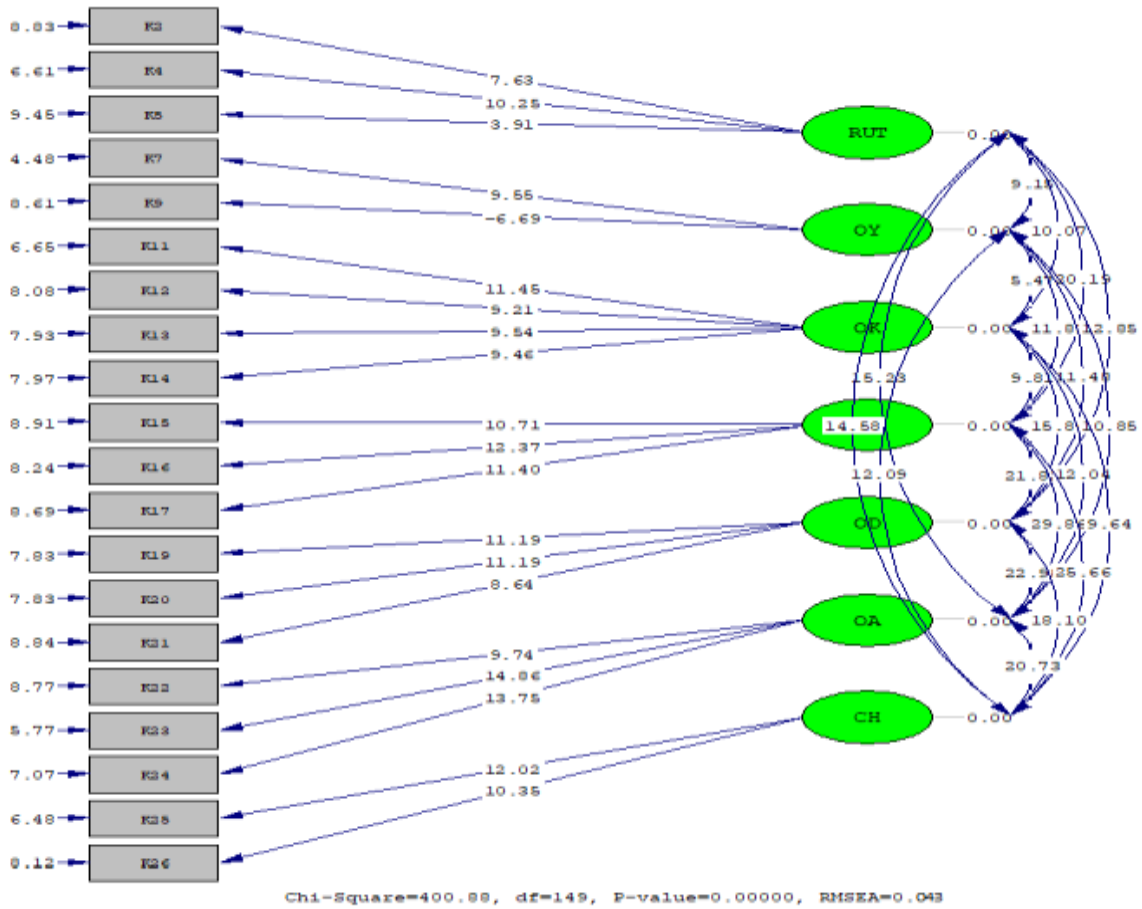 8.83 K3
6.61 K4
9.45 K5
4.48 K7
8.61 K9
6.65 K11
8.08 K12
7.93 K13
7.97 K14
8.91 K15
8.24 K16
8.69 K17
7.83 K19
7.83 K20
8.84 K21
8.77 K22
5.77 K23
7.07 K24
6.48 K25
8.12 K26
7.63
10.25
3.91
9.55
-6.69
11.45
9.21
9.54
9.46
10.71
12.37
11.40
11.19
11.19
8.64
9.74
14.86
13.75
12.02
10.35
RUT 0.00
OY 0.00
OK 0.00
0.00
OD 0.00
OA 0.00
CH 0.00
10.07
20.19
12.85
15.23
11.48
14.58
10.85
12.09
12.04
29.64
25.66
18.10
20.73
Chi-Square=400.88, df=149, P-value=0.00000, RMSEA=0.043